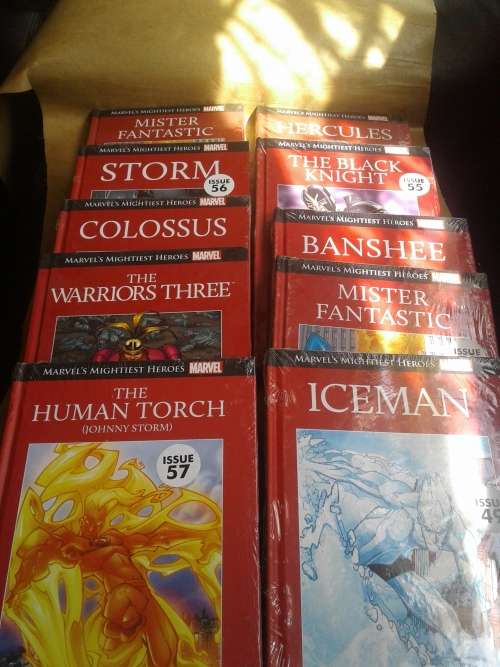 MARVEL'S MIGHTIEST HEROES MARVEL
MISTER
FANTASTIC
MARVEL'S MIGHTIEST HEROES MARVEL
STORM
ISSUE
56
MARVEL'S MIGHTIEST HEROES MARVEL
COLOSSUS
MARVEL'S MIGHTIEST HEROES MARVEL
THE
WARRIORS THREE
MARVEL'S MIGHTIEST HEROES MARVEL
THE
HUMAN TORCH
(JOHNNY STORM)
ISSUE
57
MARVEL'S MIGHTIEST HEROES MARVEL
HERCULES
MARVEL'S MIGHTIEST HEROES MARVEL
THE BLACK
KNIGHT
ISSUE
55
MARVEL'S MIGHTIEST HEROES
BANSHEE
MARVEL'S MIGHTIEST HEROES
MISTER
FANTASTIC
ISSUE
MARVEL'S MIGHTIEST HEROES
ICEMAN